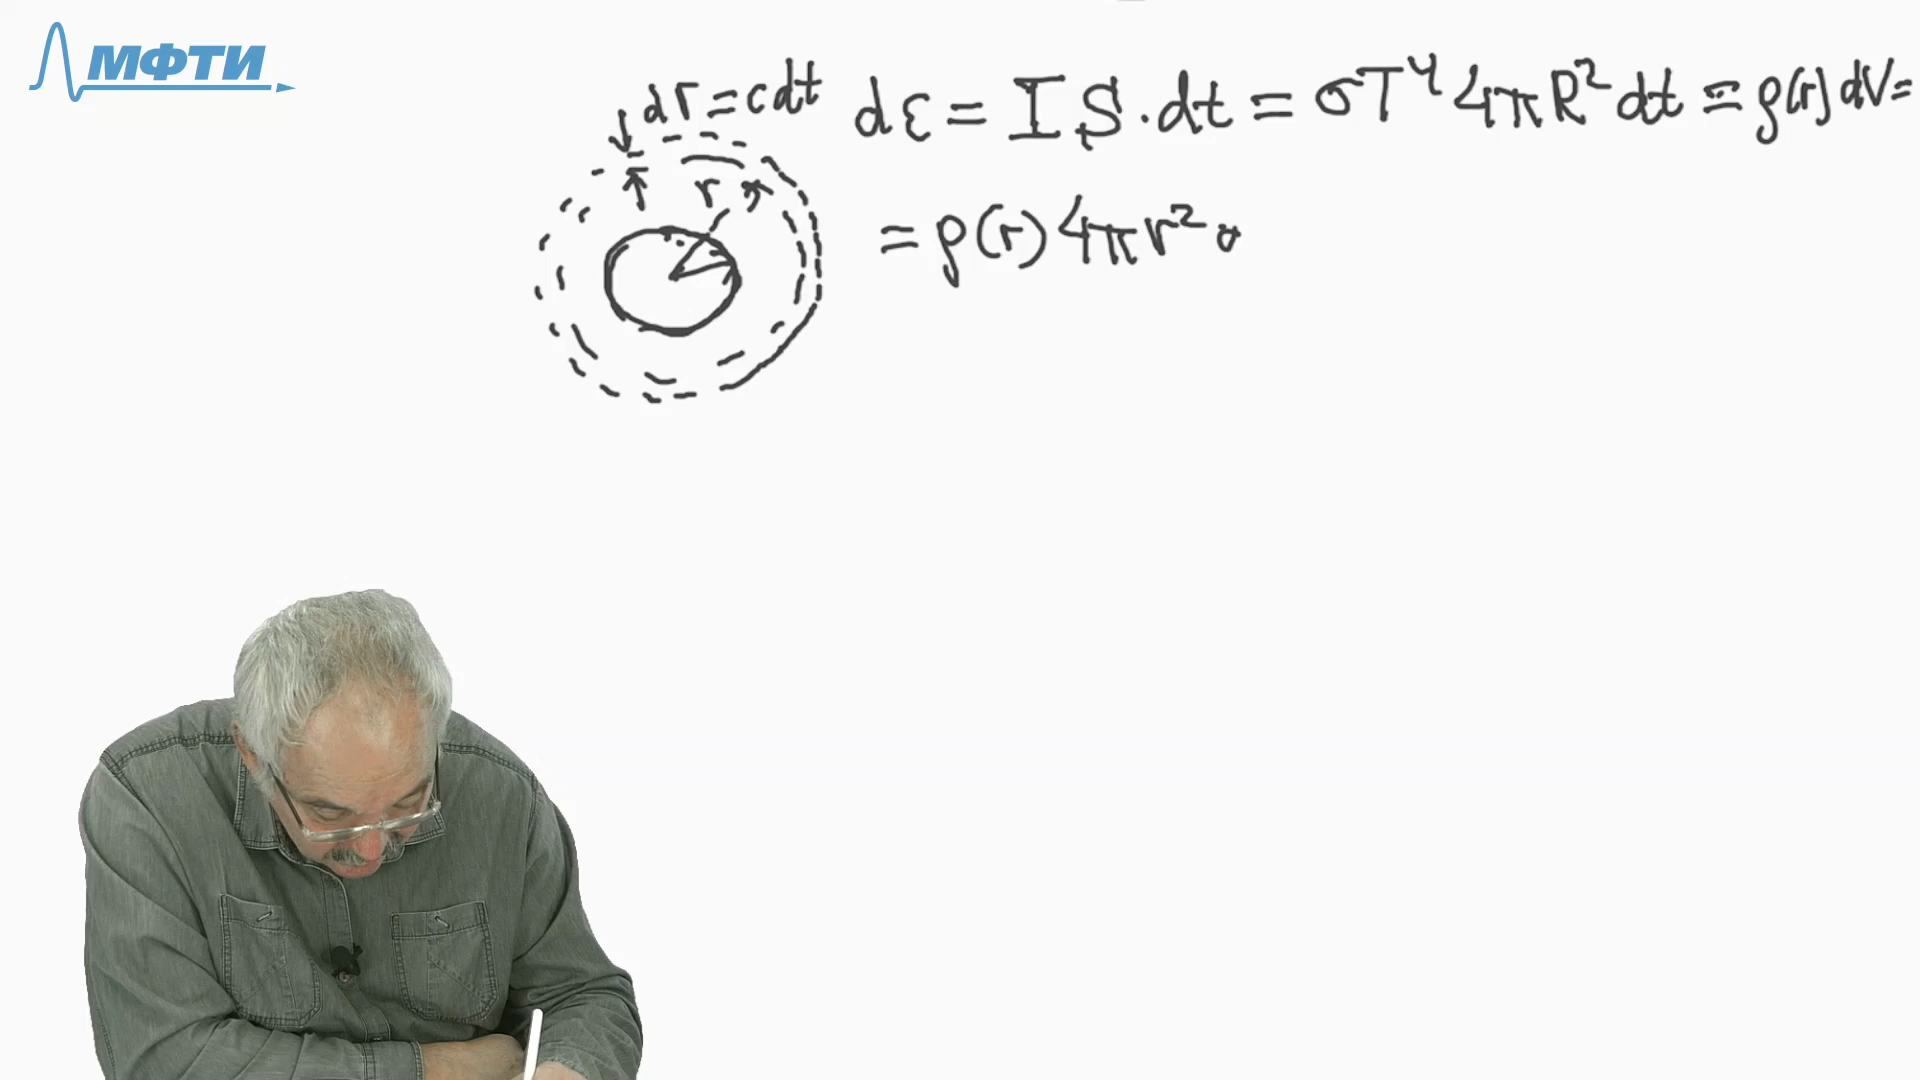 МФТИ
dr = cdt
dε = I S · dt = σT⁴ 4πR² dt = ρ(r) dV =
r
= ρ(r) 4πr²